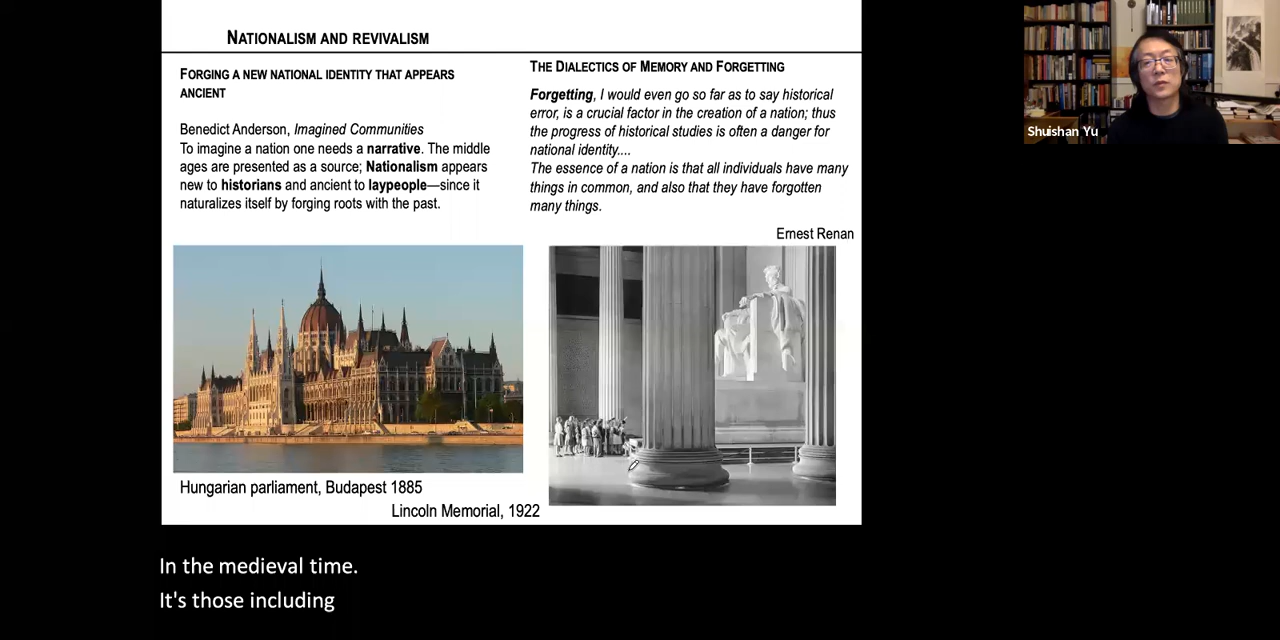 NATIONALISM AND REVIVALISM
FORGING A NEW NATIONAL IDENTITY THAT APPEARS
ANCIENT
Benedict Anderson, Imagined Communities
To imagine a nation one needs a narrative. The middle
ages are presented as a source; Nationalism appears
new to historians and ancient to laypeople—since it
naturalizes itself by forging roots with the past.
THE DIALECTICS OF MEMORY AND FORGETTING
Forgetting, I would even go so far as to say historical
error, is a crucial factor in the creation of a nation; thus
the progress of historical studies is often a danger for
national identity....
The essence of a nation is that all individuals have many
things in common, and also that they have forgotten
many things.
Ernest Renan
Hungarian parliament, Budapest 1885
Lincoln Memorial, 1922
Shuishan Yu
In the medieval time.
It's those including